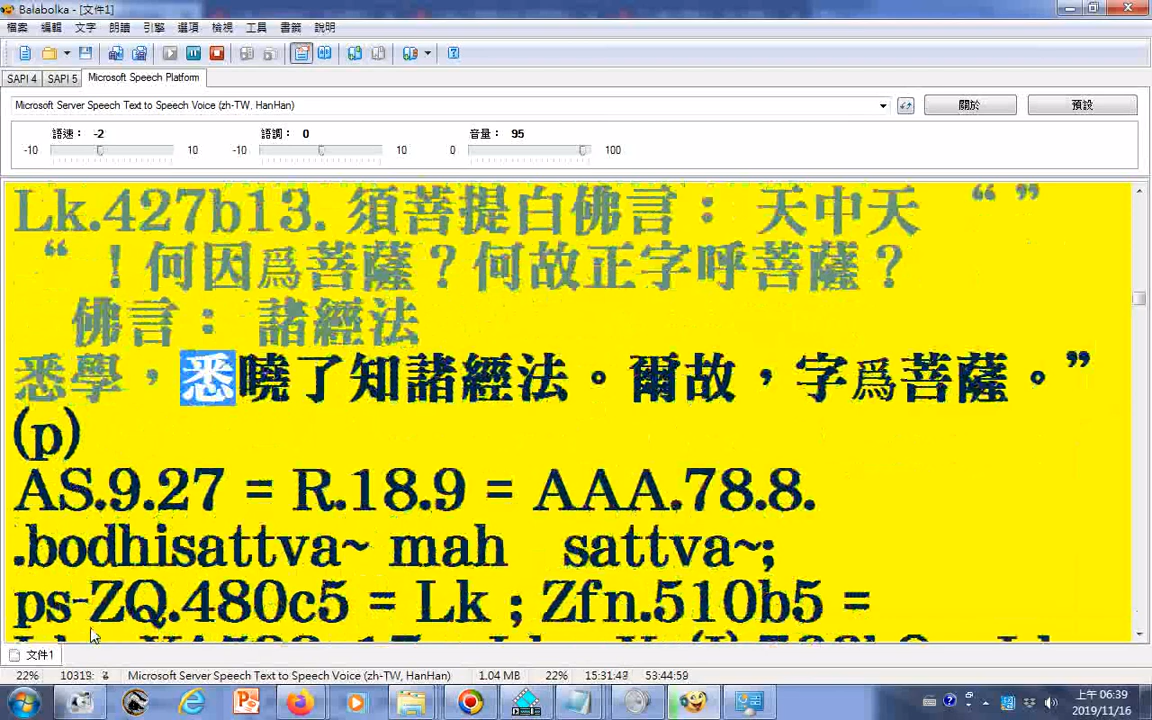 Balabolka - [文件1]
檔案 編輯 文字 朗讀 引擎 選項 檢視 工具 書籤 說明
SAPI 4 SAPI 5 Microsoft Speech Platform
Microsoft Server Speech Text to Speech Voice (zh-TW, HanHan) 關於 預設
語速： -2 語調： 0 音量： 95
-10 10 -10 10 0 100
Lk.427b13. 須菩提白佛言： 天中天 “ ”
“ ！何因爲菩薩？何故正字呼菩薩？
佛言： 諸經法
悉學，悉曉了知諸經法。爾故，字爲菩薩。”
(p)
AS.9.27 = R.18.9 = AAA.78.8.
.bodhisattva~ mah sattva~;
ps-ZQ.480c5 = Lk ; Zfn.510b5 =
文件1
22% Microsoft Server Speech Text to Speech Voice (zh-TW, HanHan) 1.04 MB 22% 15:31:43 53:44:59
上午 06:39
2019/11/16